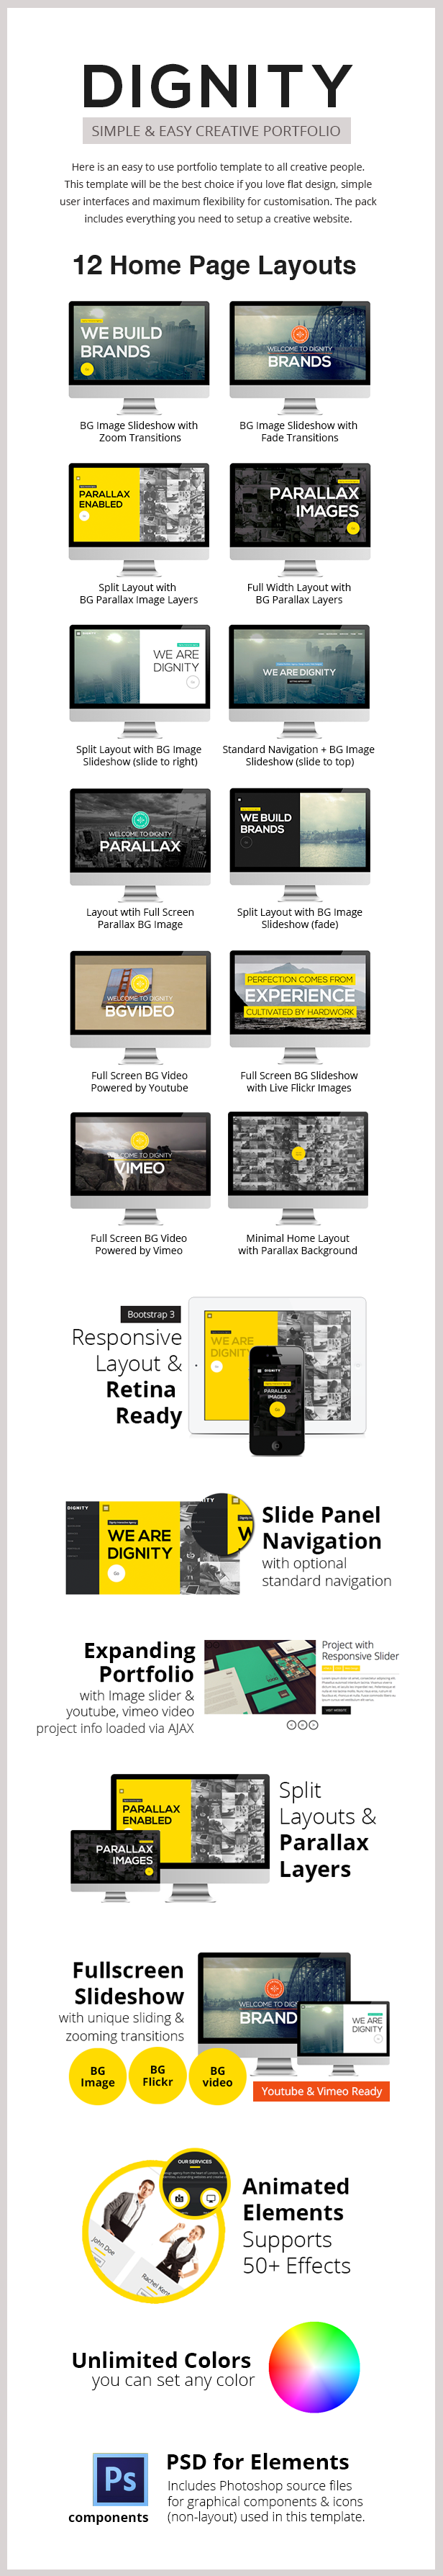 DIGNITY
SIMPLE & EASY CREATIVE PORTFOLIO
Here is an easy to use portfolio template to all creative people.
This template will be the best choice if you love flat design, simple
user interfaces and maximum flexibility for customisation. The pack
includes everything you need to setup a creative website.
12 Home Page Layouts
WE BUILD
BRANDS
WELCOME TO DIGNITY
BRANDS
BG Image Slideshow with
Zoom Transitions
BG Image Slideshow with
Fade Transitions
PARALLAX
ENABLED
PARALLAX
IMAGES
Split Layout with
BG Parallax Image Layers
Full Width Layout with
BG Parallax Layers
WE ARE
DIGNITY
WE ARE DIGNITY
Split Layout with BG Image
Slideshow (slide to right)
Standard Navigation + BG Image
Slideshow (slide to top)
WELCOME TO DIGNITY
PARALLAX
WE BUILD
BRANDS
Layout wtih Full Screen
Parallax BG Image
Split Layout with BG Image
Slideshow (fade)
WELCOME TO DIGNITY
BGVIDEO
PERFECTION COMES FROM
EXPERIENCE
CULTIVATED BY HARDWORK
Full Screen BG Video
Powered by Youtube
Full Screen BG Slideshow
with Live Flickr Images
WELCOME TO DIGNITY
VIMEO
Full Screen BG Video
Powered by Vimeo
Minimal Home Layout
with Parallax Background
Bootstrap 3
Responsive
Layout &
Retina
Ready
WE ARE
DIGNITY
DIGNITY
PARALLAX
IMAGES
Go
DIGNITY
WE ARE
DIGNITY
Go
Slide Panel
Navigation
with optional
standard navigation
Expanding
Portfolio
with Image slider &
youtube, vimeo video
project info loaded via AJAX
Project with
Responsive Slider
VISIT WEBSITE
PARALLAX
ENABLED
PARALLAX
IMAGES
Split
Layouts &
Parallax
Layers
Fullscreen
Slideshow
with unique sliding &
zooming transitions
BG
Image
BG
Flickr
BG
video
WELCOME TO DIG
BRAND
WE ARE
DIGNITY
Youtube & Vimeo Ready
OUR SERVICES
John Doe
Rachel Kem
Animated
Elements
Supports
50+ Effects
Unlimited Colors
you can set any color
Ps
components
PSD for Elements
Includes Photoshop source files
for graphical components & icons
(non-layout) used in this template.